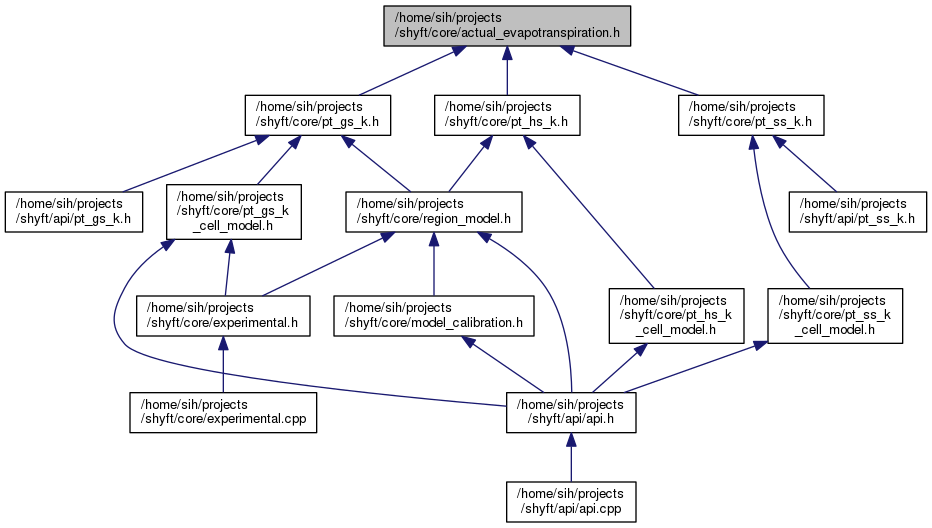 /home/sih/projects
/shyft/core/actual_evapotranspiration.h
/home/sih/projects
/shyft/core/pt_gs_k.h
/home/sih/projects
/shyft/core/pt_hs_k.h
/home/sih/projects
/shyft/core/pt_ss_k.h
/home/sih/projects
/shyft/api/pt_gs_k.h
/home/sih/projects
/shyft/core/pt_gs_k
_cell_model.h
/home/sih/projects
/shyft/core/region_model.h
/home/sih/projects
/shyft/api/pt_ss_k.h
/home/sih/projects
/shyft/core/experimental.h
/home/sih/projects
/shyft/core/model_calibration.h
/home/sih/projects
/shyft/core/pt_hs_k
_cell_model.h
/home/sih/projects
/shyft/core/pt_ss_k
_cell_model.h
/home/sih/projects
/shyft/core/experimental.cpp
/home/sih/projects
/shyft/api/api.h
/home/sih/projects
/shyft/api/api.cpp